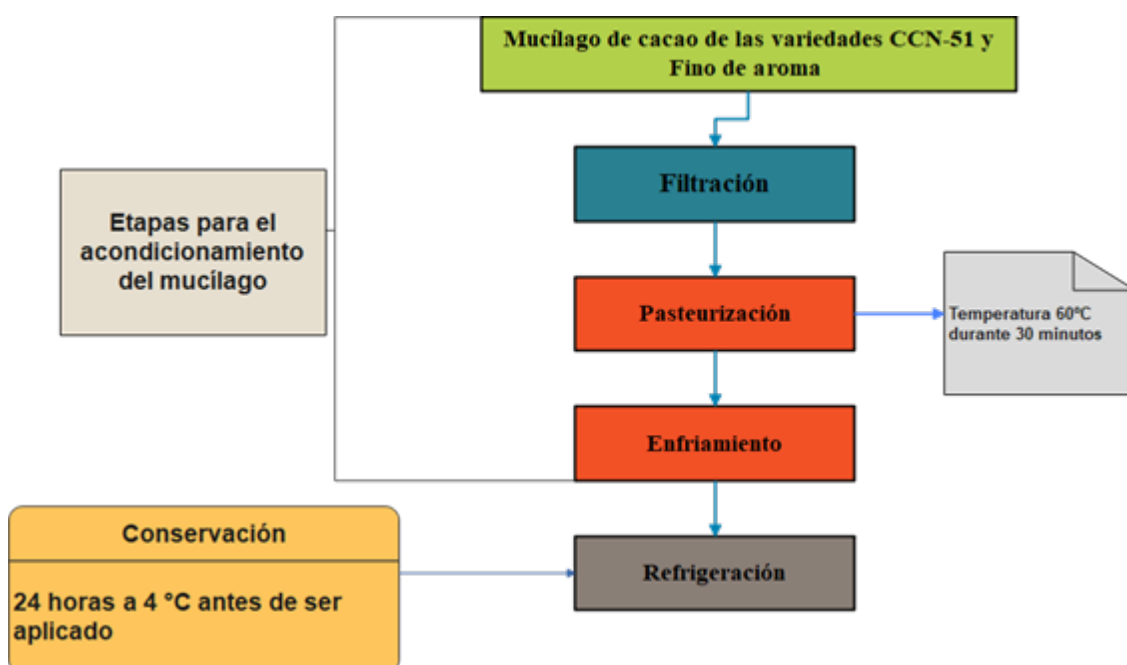 Mucílago de cacao de las variedades CCN-51 y
Fino de aroma
Filtración
Etapas para el
acondicionamiento
del mucílago
Pasteurización
Temperatura 60ºC
durante 30 minutos
Enfriamiento
Conservación
24 horas a 4 °C antes de ser
aplicado
Refrigeración